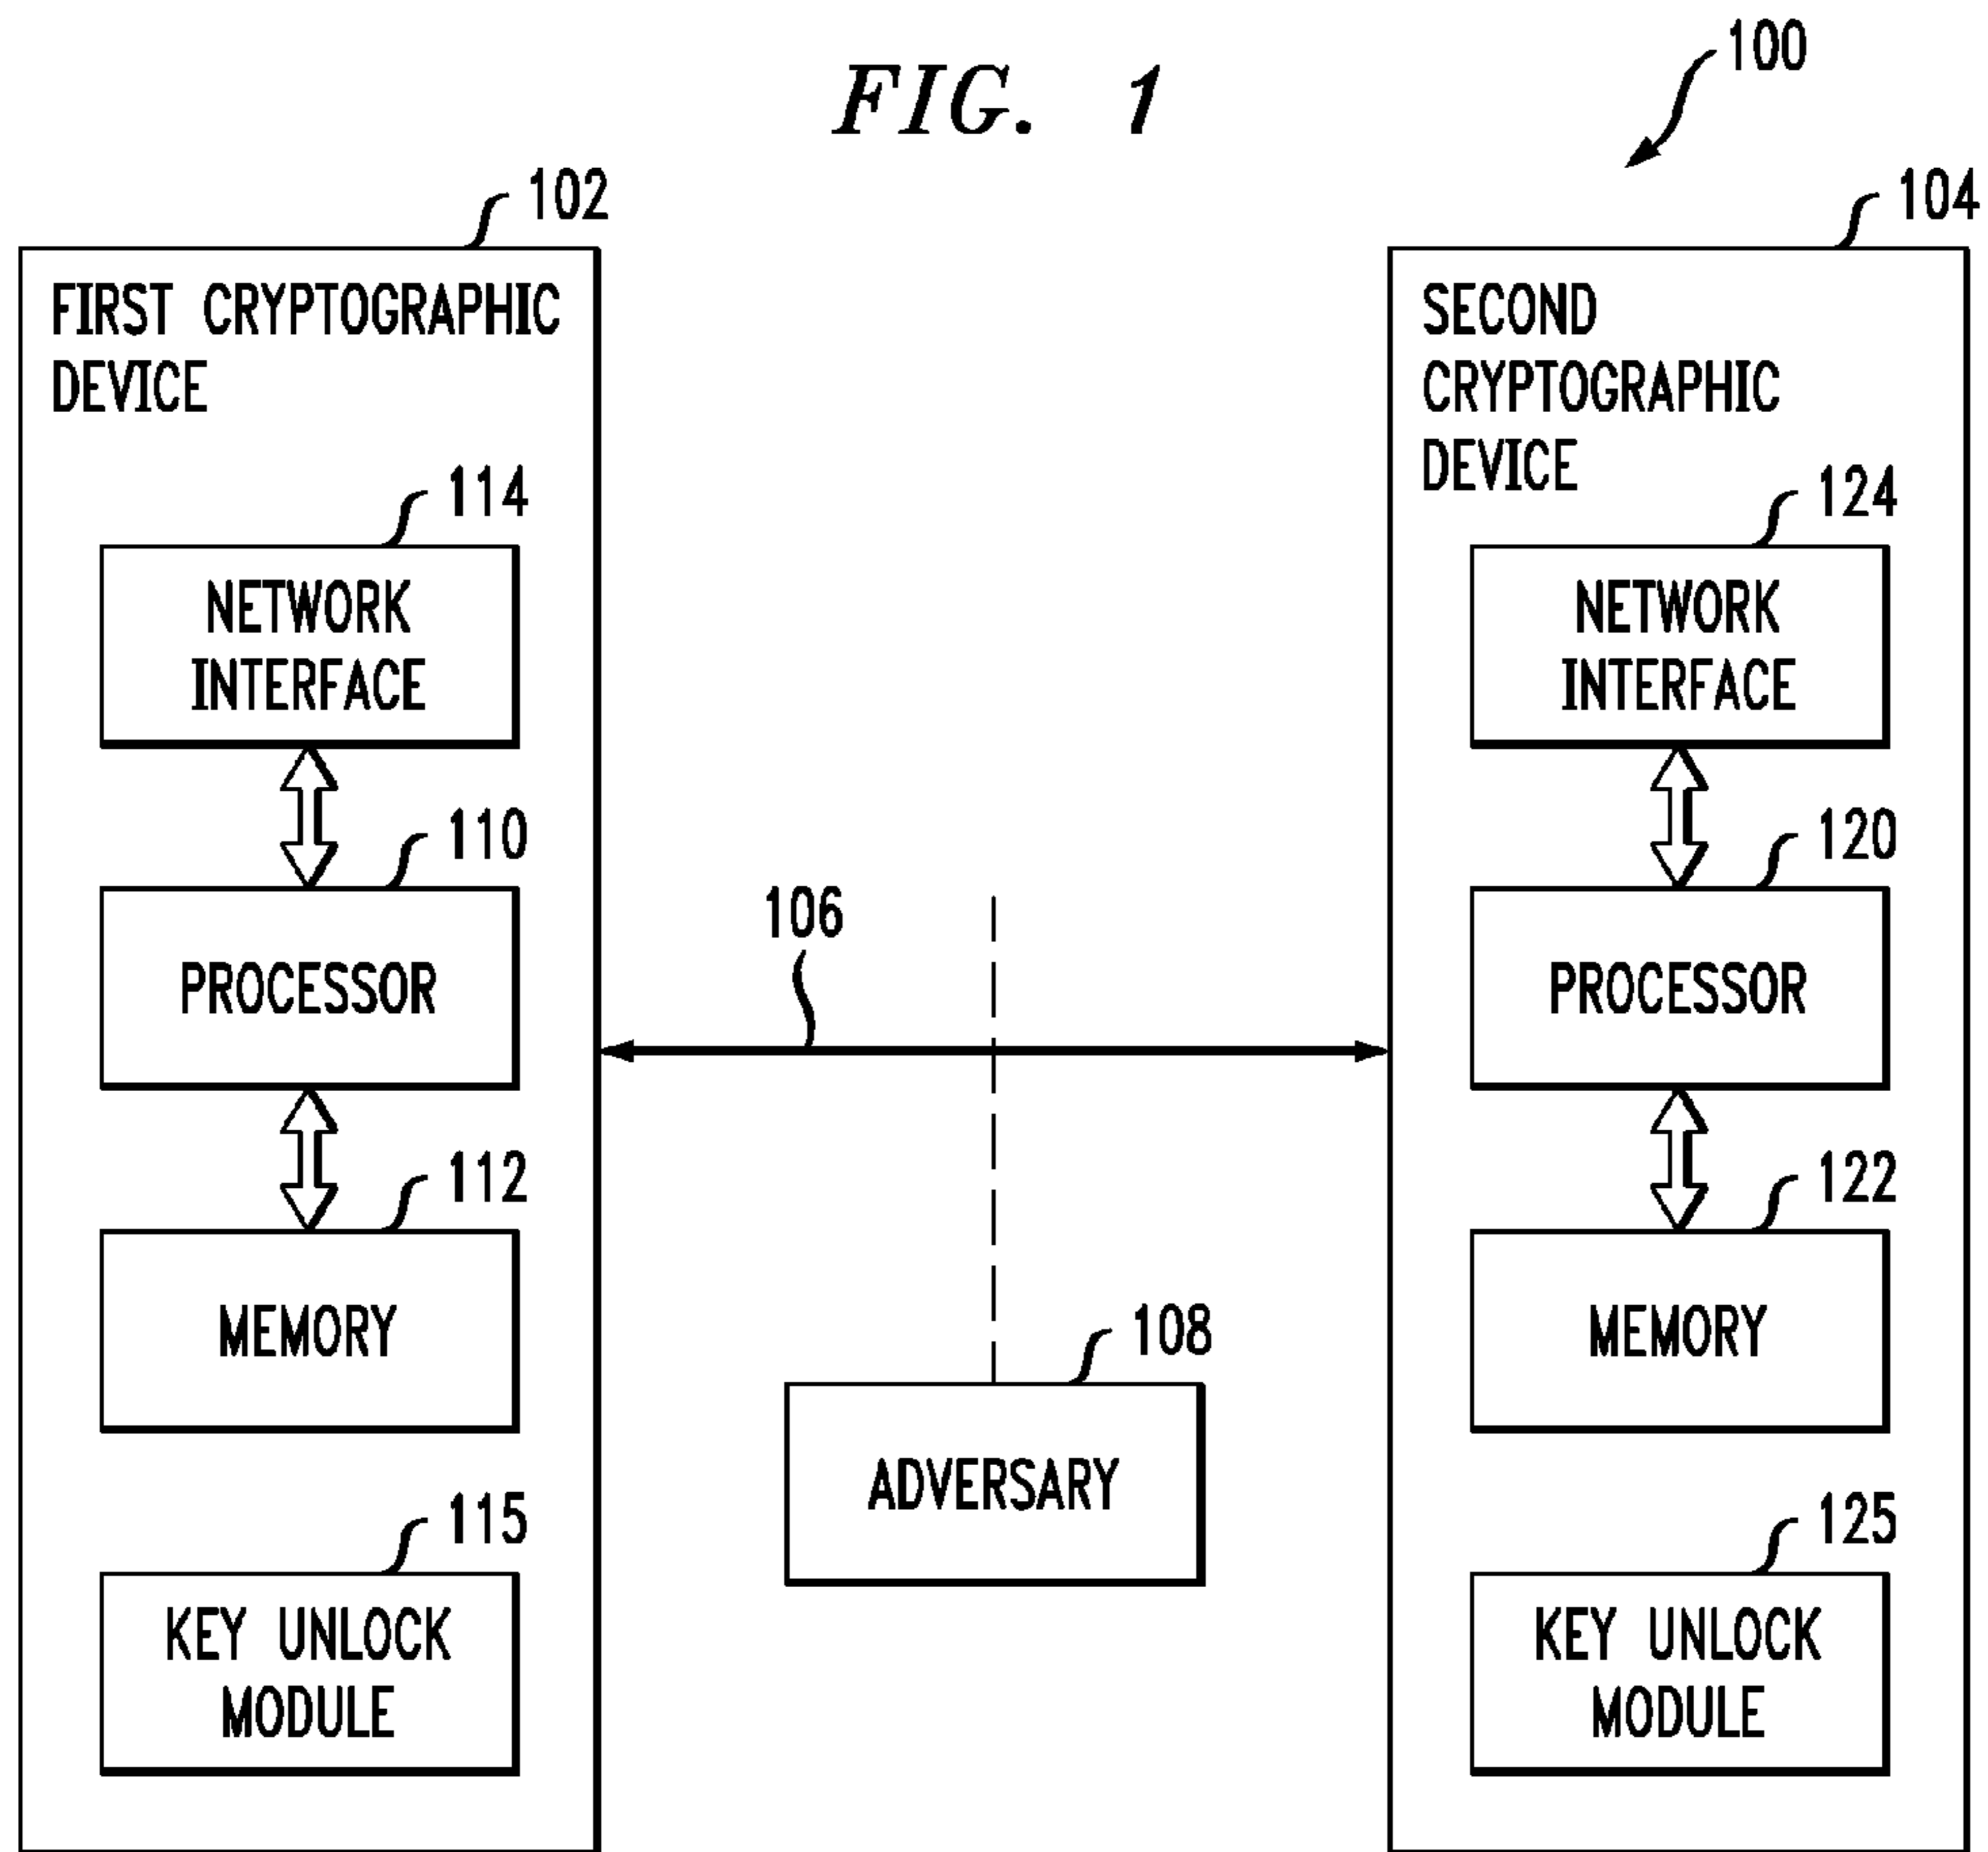 FIG. 1
100
102
FIRST CRYPTOGRAPHIC
DEVICE
114
NETWORK
INTERFACE
110
PROCESSOR
112
MEMORY
115
KEY UNLOCK
MODULE
106
108
ADVERSARY
104
SECOND
CRYPTOGRAPHIC
DEVICE
124
NETWORK
INTERFACE
120
PROCESSOR
122
MEMORY
125
KEY UNLOCK
MODULE